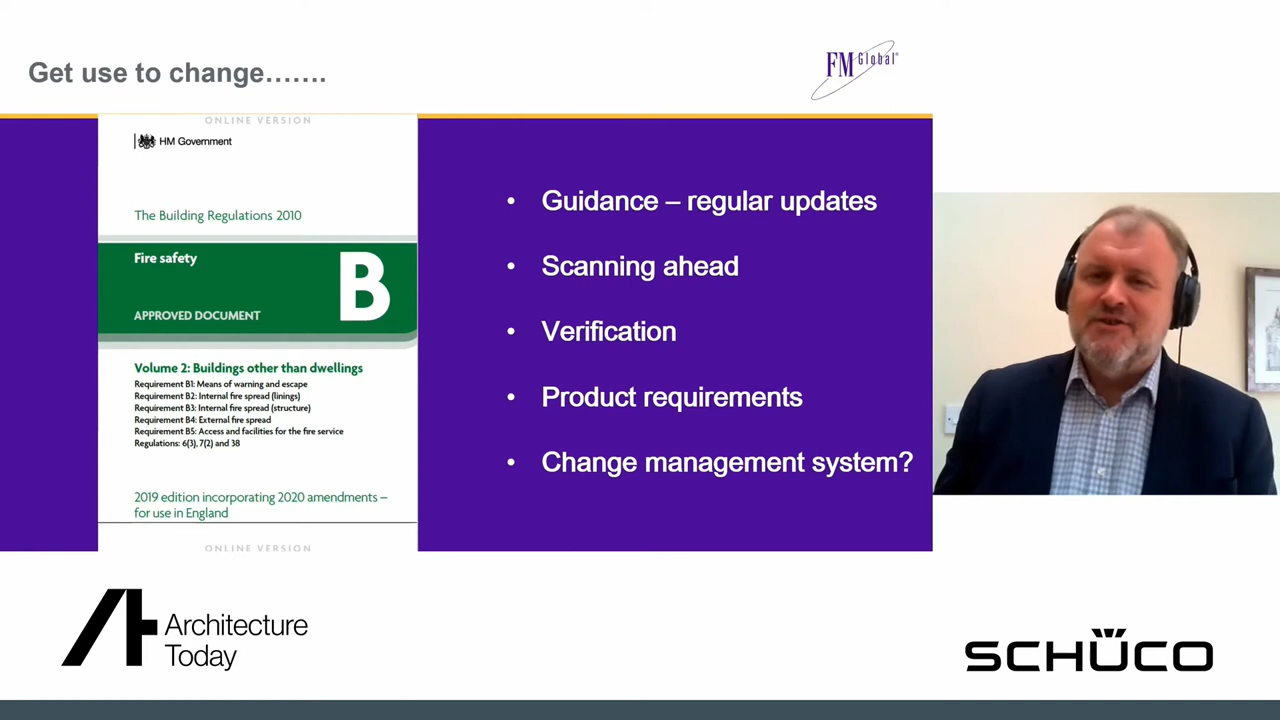 Get use to change…….
FM Global®
ONLINE VERSION
HM Government
The Building Regulations 2010
Fire safety
B
APPROVED DOCUMENT
Volume 2: Buildings other than dwellings
Requirement B1: Means of warning and escape
Requirement B2: Internal fire spread (linings)
Requirement B3: Internal fire spread (structure)
Requirement B4: External fire spread
Requirement B5: Access and facilities for the fire service
Regulations: 6(3), 7(2) and 38
2019 edition incorporating 2020 amendments –
for use in England
ONLINE VERSION
• Guidance – regular updates
• Scanning ahead
• Verification
• Product requirements
• Change management system?
Architecture
Today
SCHÜCO